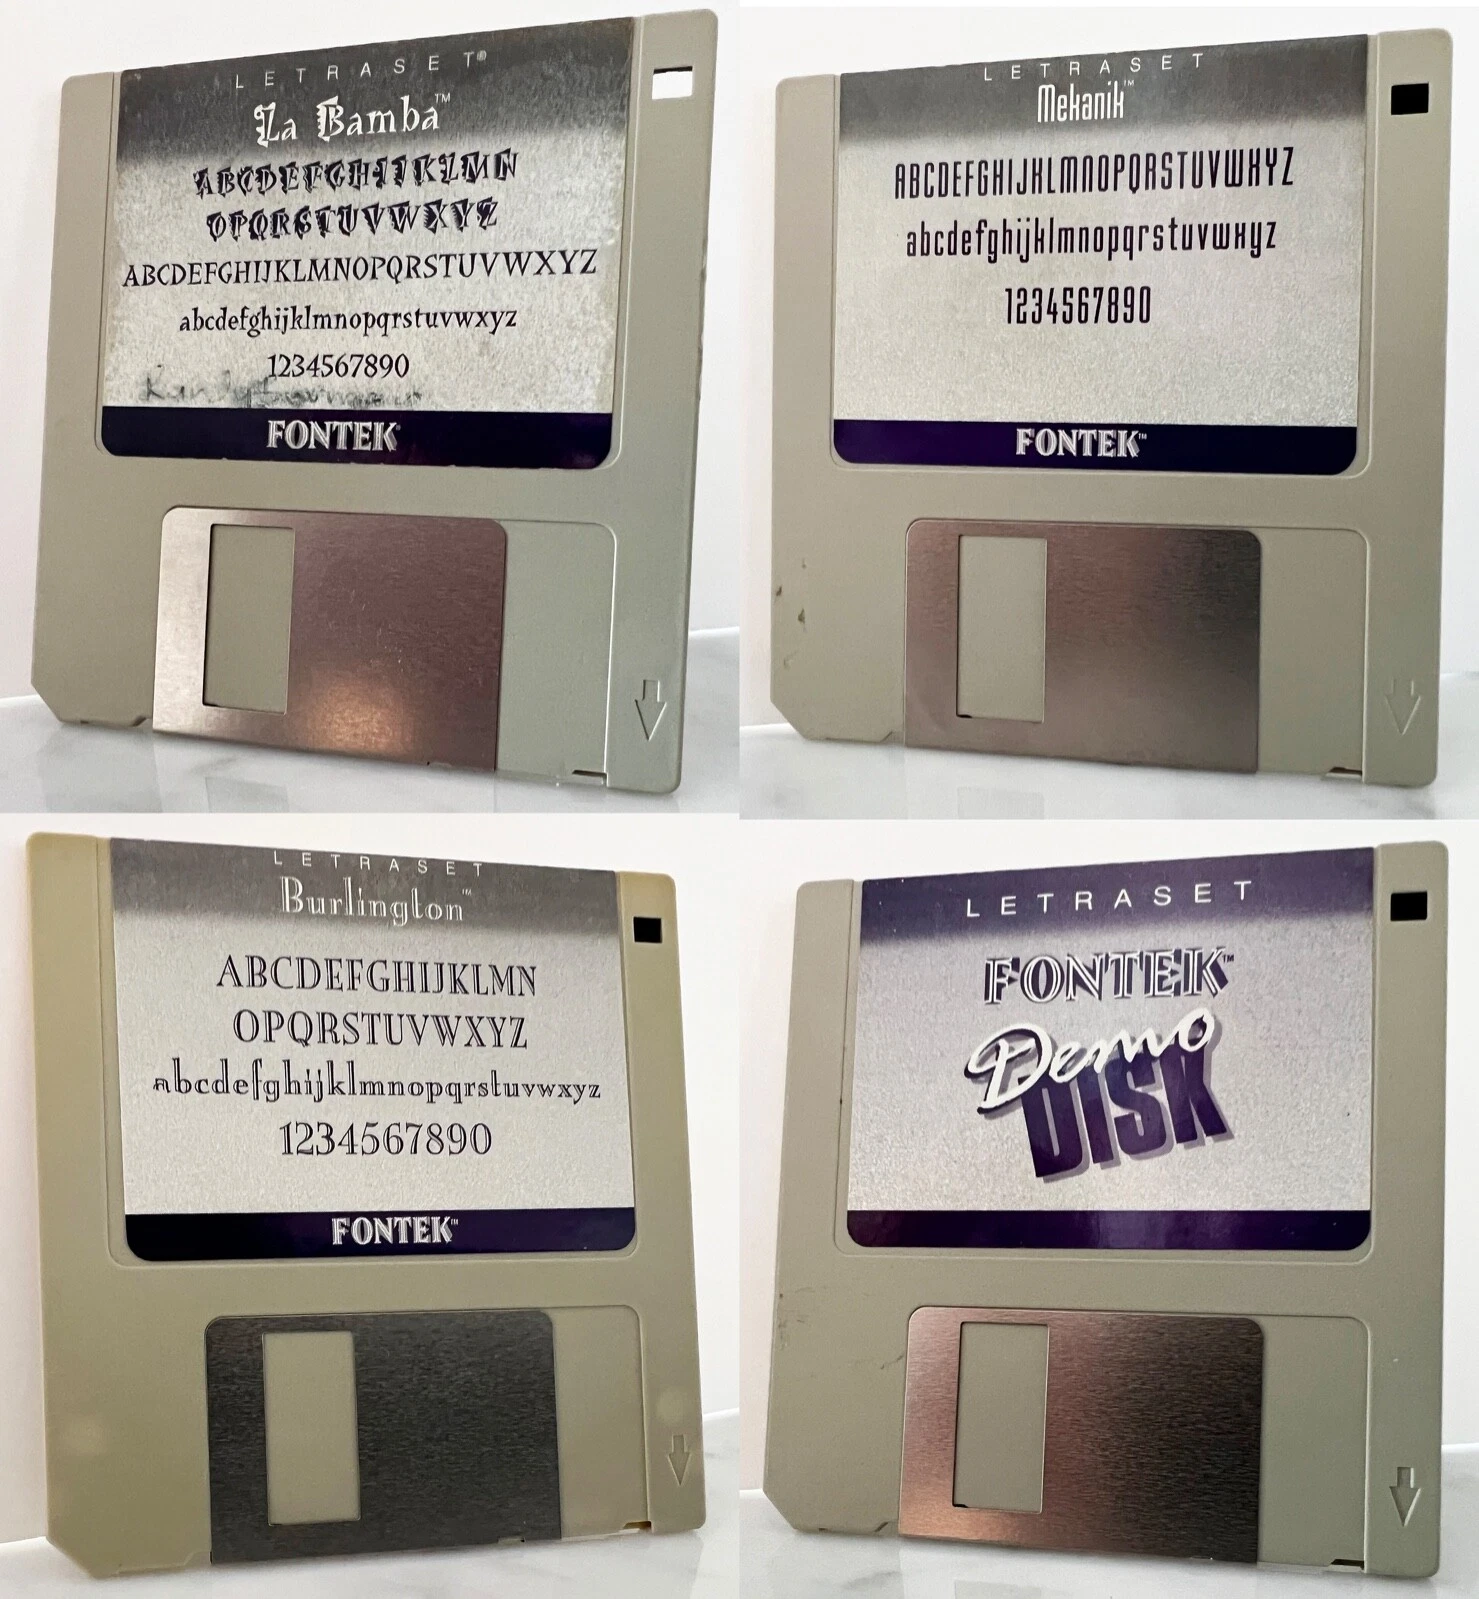 LETRASET®
La Bamba™
ABCDEFGHIJKLMN
OPQRSTUVWXYZ
ABCDEFGHIJKLMNOPQRSTUVWXYZ
abcdefghijklmnopqrstuvwxyz
1234567890
FONTEK®
LETRASET
Mekanik™
ABCDEFGHIJKLMNOPQRSTUVWXYZ
abcdefghijklmnopqrstuvwxyz
1234567890
FONTEK™
LETRASET
Burlington™
ABCDEFGHIJKLMN
OPQRSTUVWXYZ
abcdefghijklmnopqrstuvwxyz
1234567890
FONTEK™
LETRASET
FONTEK™
Demo
DISK